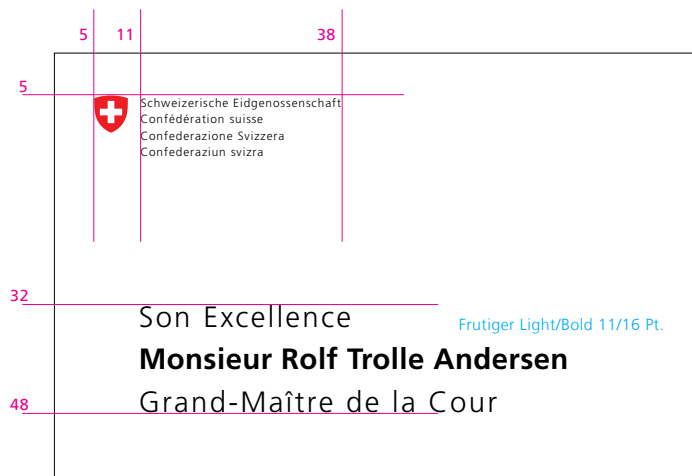 5 11 38
5
Schweizerische Eidgenossenschaft
Confédération suisse
Confederazione Svizzera
Confederaziun svizra
32
Son Excellence
Frutiger Light/Bold 11/16 Pt.
Monsieur Rolf Trolle Andersen
Grand-Maître de la Cour
48